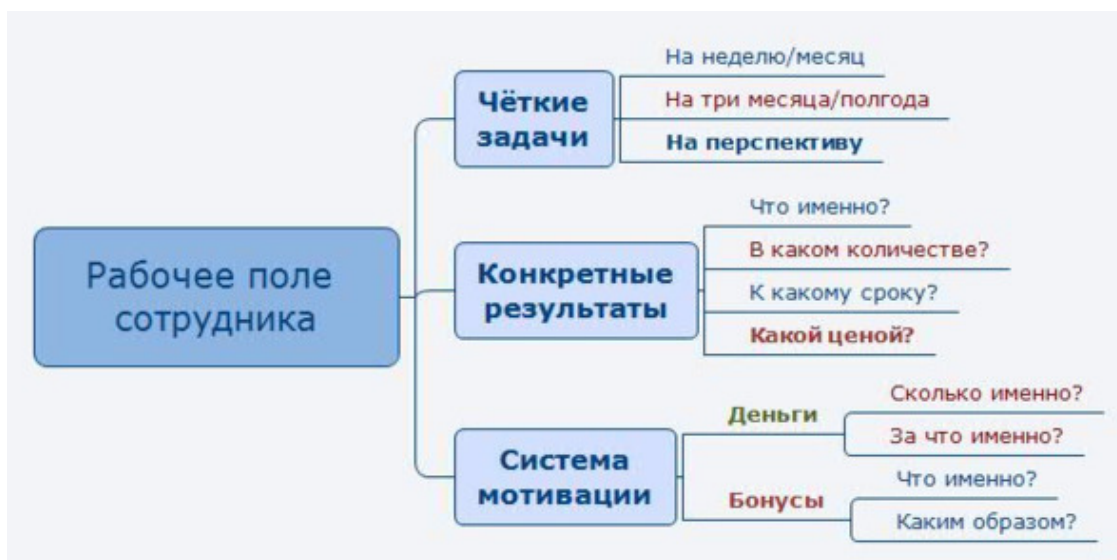 Рабочее поле
сотрудника
Чёткие
задачи
На неделю/месяц
На три месяца/полгода
На перспективу
Конкретные
результаты
Что именно?
В каком количестве?
К какому сроку?
Какой ценой?
Система
мотивации
Деньги
Сколько именно?
За что именно?
Бонусы
Что именно?
Каким образом?